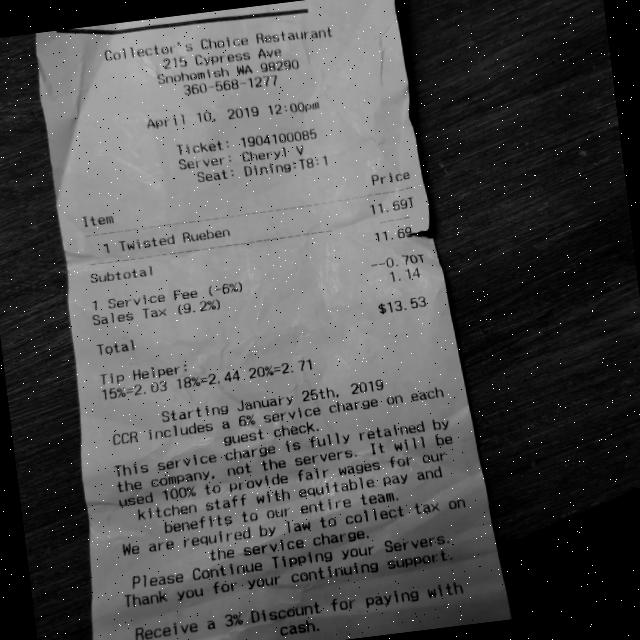 Collector's Choice Restaurant
215 Cypress Ave
Snohomish WA 98290
360-568-1277
April 10, 2019 12:00pm
Ticket: 1904100085
Server: Cheryl V
Seat: Dining:T8:1
Item Price
1 Twisted Rueben 11.69T
Subtotal 11.69
1 Service Fee (-6%) --0.70T
Sales Tax (9.2%) 1.14
Total $13.53
Tip Helper:
15%=2.03 18%=2.44 20%=2.71
Starting January 25th, 2019
CCR includes a 6% service charge on each
guest check.
This service charge is fully retained by
the company, not the servers. It will be
used 100% to provide fair wages for our
kitchen staff with equitable pay and
benefits to our entire team.
We are required by law to collect tax on
the service charge.
Please Continue Tipping your Servers.
Thank you for your continuing support.
Receive a 3% Discount for paying with
cash.